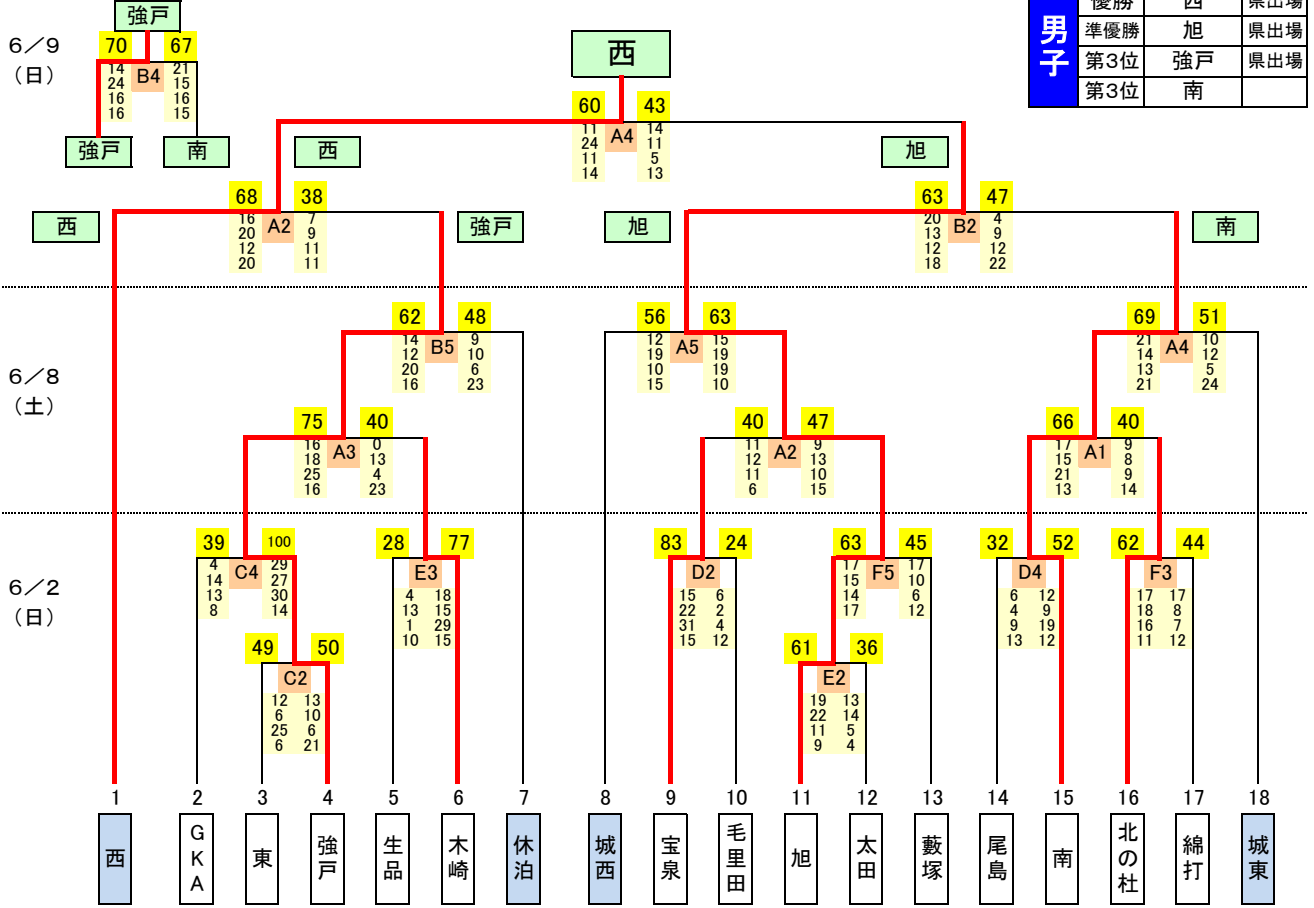 強戸
優勝 西 県出場
男子
準優勝 旭 県出場
第3位 強戸 県出場
第3位 南
6/9
(日)
70 67
14 B4 21
24 15
16 16
16 15
強戸 南 西
西
60 43
11 A4 14
24 11
11 5
14 13
旭
西
68 38
16 A2 7
20 9
12 11
20 11
強戸
旭
63 47
20 B2 4
13 9
12 12
18 22
南
6/8
(土)
62 48
14 B5 9
12 10
20 6
16 23
56 63
12 A5 15
19 19
10 19
15 10
69 51
21 A4 10
14 12
13 5
21 24
75 40
16 A3 0
18 13
25 4
16 23
40 47
11 A2 9
12 13
11 10
6 15
66 40
17 A1 9
15 8
21 9
13 14
6/2
(日)
39 100
4 C4 29
14 27
13 30
8 14
28 77
E3
4 18
13 15
1 29
10 15
83 24
D2
15 6
22 2
31 4
15 12
63 45
17 F5 17
15 10
14 6
17 12
32 52
D4
6 12
4 9
9 19
13 12
62 44
F3
17 17
18 8
16 7
11 12
49 50
C2
12 13
6 10
25 6
6 21
61 36
E2
19 13
22 14
11 5
9 4
1 2 3 4 5 6 7 8 9 10 11 12 13 14 15 16 17 18
西
GKA
東
強戸
生品
木崎
休泊
城西
宝泉
毛里田
旭
太田
藪塚
尾島
南
北の杜
綿打
城東